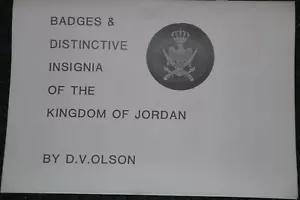 BADGES &
DISTINCTIVE
INSIGNIA
OF THE
KINGDOM OF JORDAN
BY D.V.OLSON